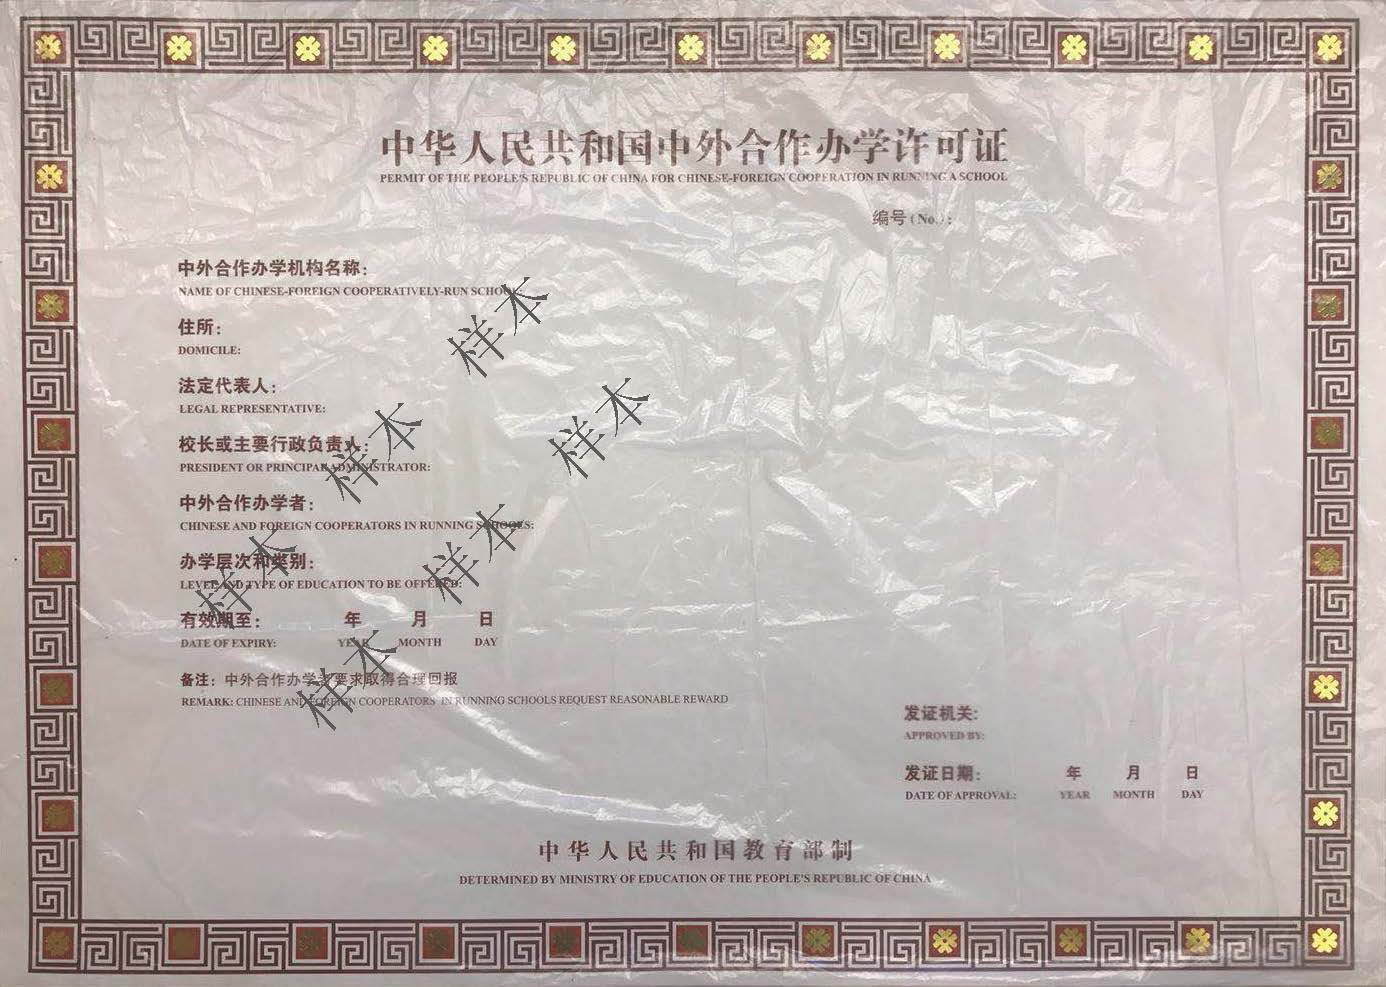 中华人民共和国中外合作办学许可证
PERMIT OF THE PEOPLE'S REPUBLIC OF CHINA FOR CHINESE-FOREIGN COOPERATION IN RUNNING A SCHOOL
编号(No.):
中外合作办学机构名称:
NAME OF CHINESE-FOREIGN COOPERATIVELY-RUN SCHOOL:
样本
住所:
DOMICILE:
法定代表人:
LEGAL REPRESENTATIVE:
样本
样本
校长或主要行政负责人:
PRESIDENT OR PRINCIPAL ADMINISTRATOR:
中外合作办学者:
CHINESE AND FOREIGN COOPERATORS IN RUNNING SCHOOLS:
样本
样本
办学层次和类别:
LEVEL AND TYPE OF EDUCATION TO BE OFFERED:
有效期至: 年 月 日
DATE OF EXPIRY: YEAR MONTH DAY
样本
备注: 中外合作办学者要求取得合理回报
REMARK: CHINESE AND FOREIGN COOPERATORS IN RUNNING SCHOOLS REQUEST REASONABLE REWARD
发证机关:
APPROVED BY:
发证日期: 年 月 日
DATE OF APPROVAL: YEAR MONTH DAY
中华人民共和国教育部制
DETERMINED BY MINISTRY OF EDUCATION OF THE PEOPLE'S REPUBLIC OF CHINA